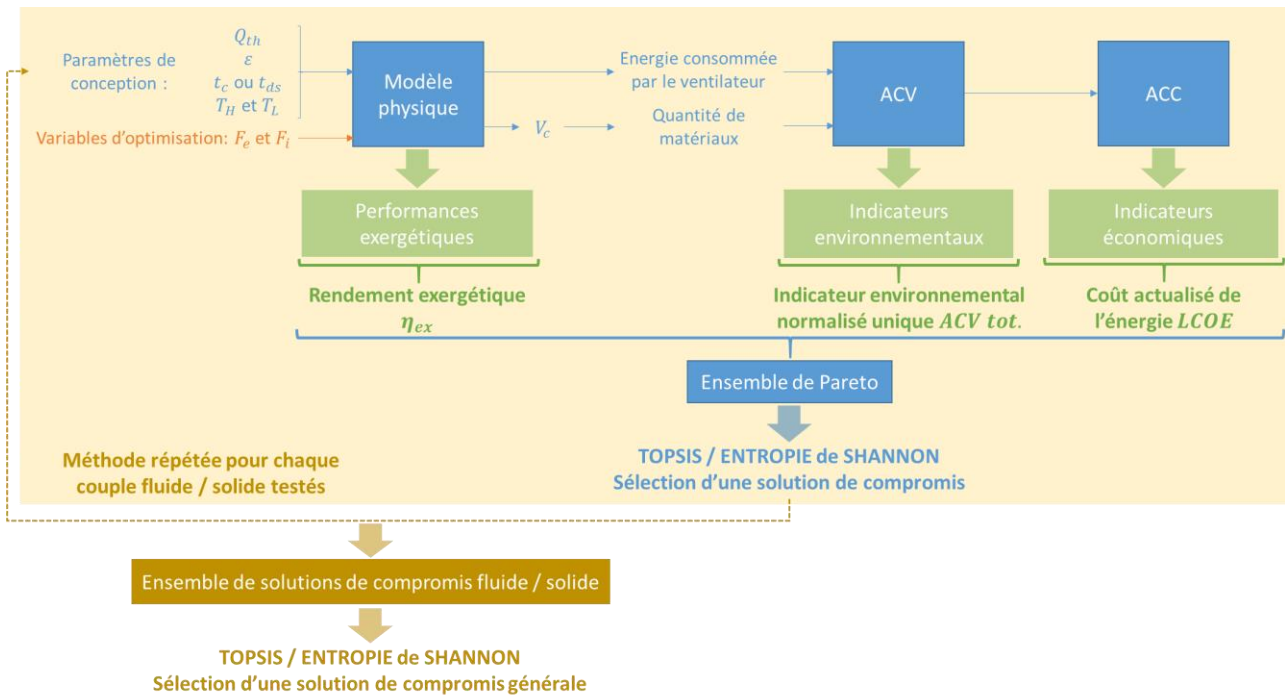 Paramètres de
conception :
Q_th
ε
t_c ou t_ds
T_H et T_L
Variables d'optimisation: F_e et F_i
Modèle
physique
V_c
Energie consommée
par le ventilateur
Quantité de
matériaux
ACV
ACC
Performances
exergétiques
Indicateurs
environnementaux
Indicateurs
économiques
Rendement exergétique
η_ex
Indicateur environnemental
normalisé unique ACV tot.
Coût actualisé de
l'énergie LCOE
Ensemble de Pareto
TOPSIS / ENTROPIE de SHANNON
Sélection d'une solution de compromis
Méthode répétée pour chaque
couple fluide / solide testés
Ensemble de solutions de compromis fluide / solide
TOPSIS / ENTROPIE de SHANNON
Sélection d'une solution de compromis générale